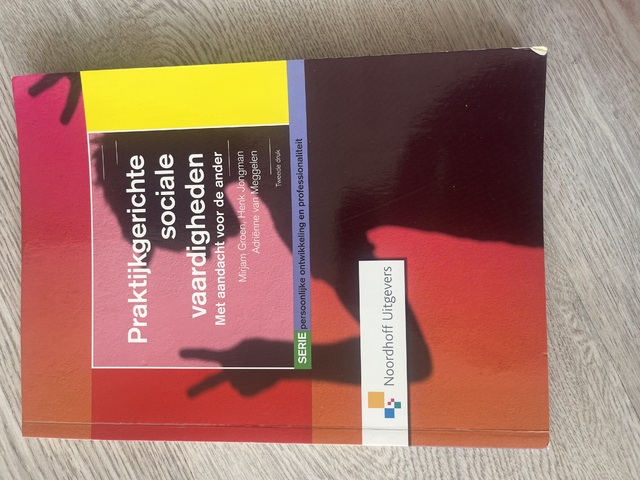 Praktijkgerichte
sociale
vaardigheden
Met aandacht voor de ander
Mirjam Groen, Henk Jongman
Adriënne van Meggelen
Tweede druk
SERIE persoonlijke ontwikkeling en professionaliteit
Noordhoff Uitgevers